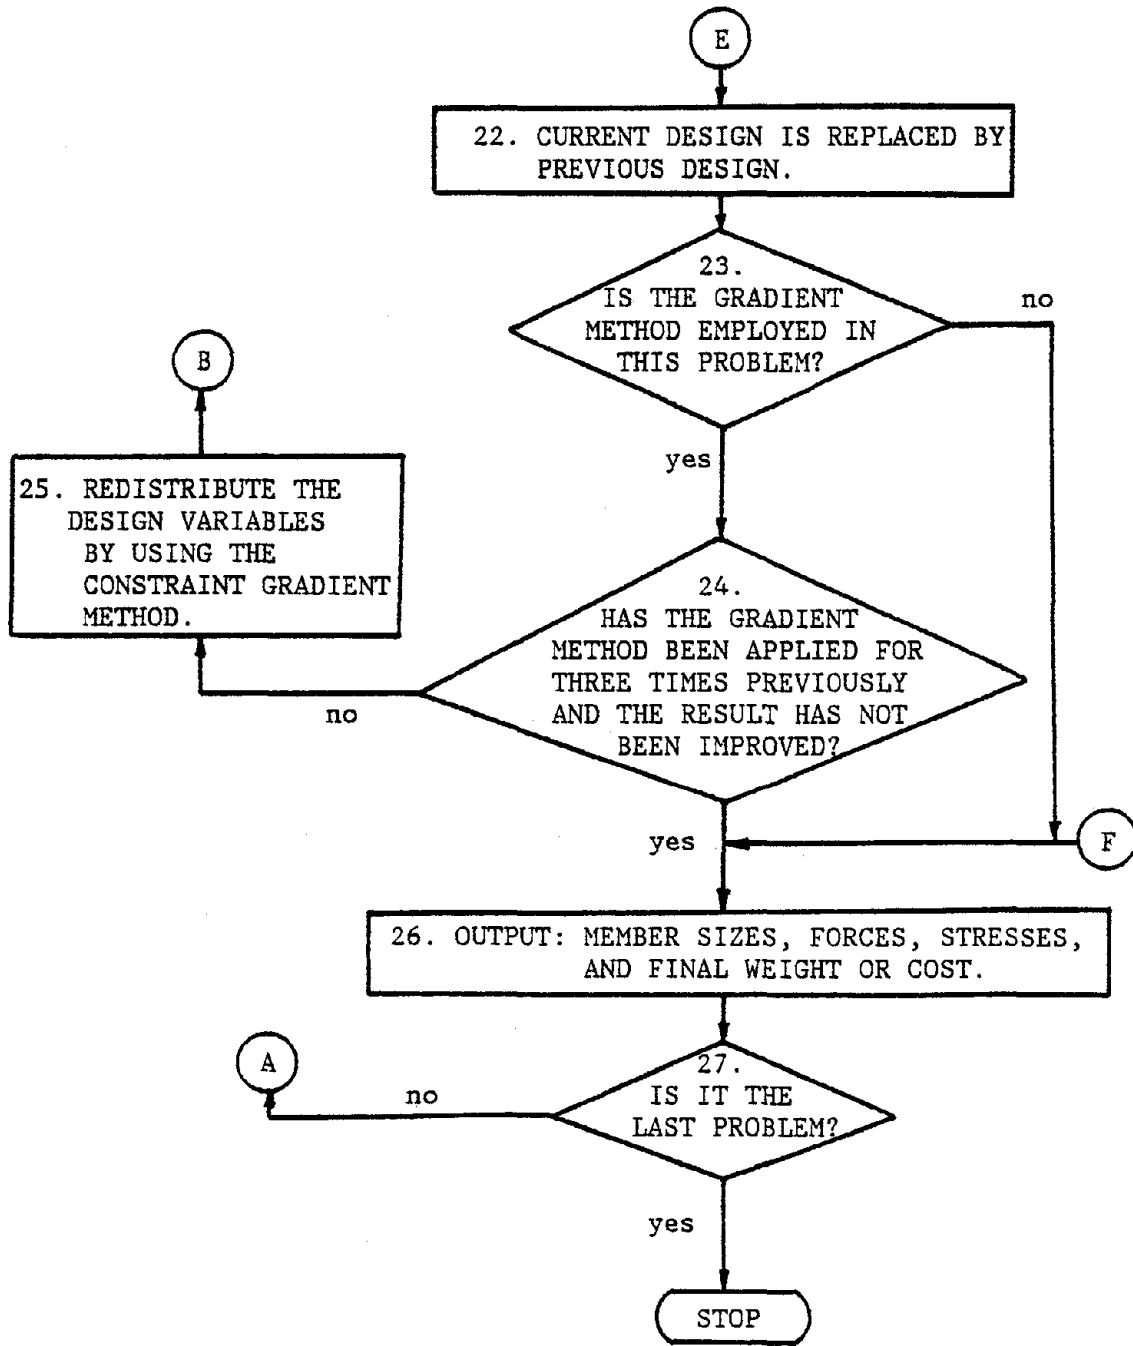 E
22. CURRENT DESIGN IS REPLACED BY
PREVIOUS DESIGN.
23.
IS THE GRADIENT
METHOD EMPLOYED IN
THIS PROBLEM?
no
yes
B
25. REDISTRIBUTE THE
DESIGN VARIABLES
BY USING THE
CONSTRAINT GRADIENT
METHOD.
24.
HAS THE GRADIENT
METHOD BEEN APPLIED FOR
THREE TIMES PREVIOUSLY
AND THE RESULT HAS NOT
BEEN IMPROVED?
no
yes
F
26. OUTPUT: MEMBER SIZES, FORCES, STRESSES,
AND FINAL WEIGHT OR COST.
A
no
27.
IS IT THE
LAST PROBLEM?
yes
STOP